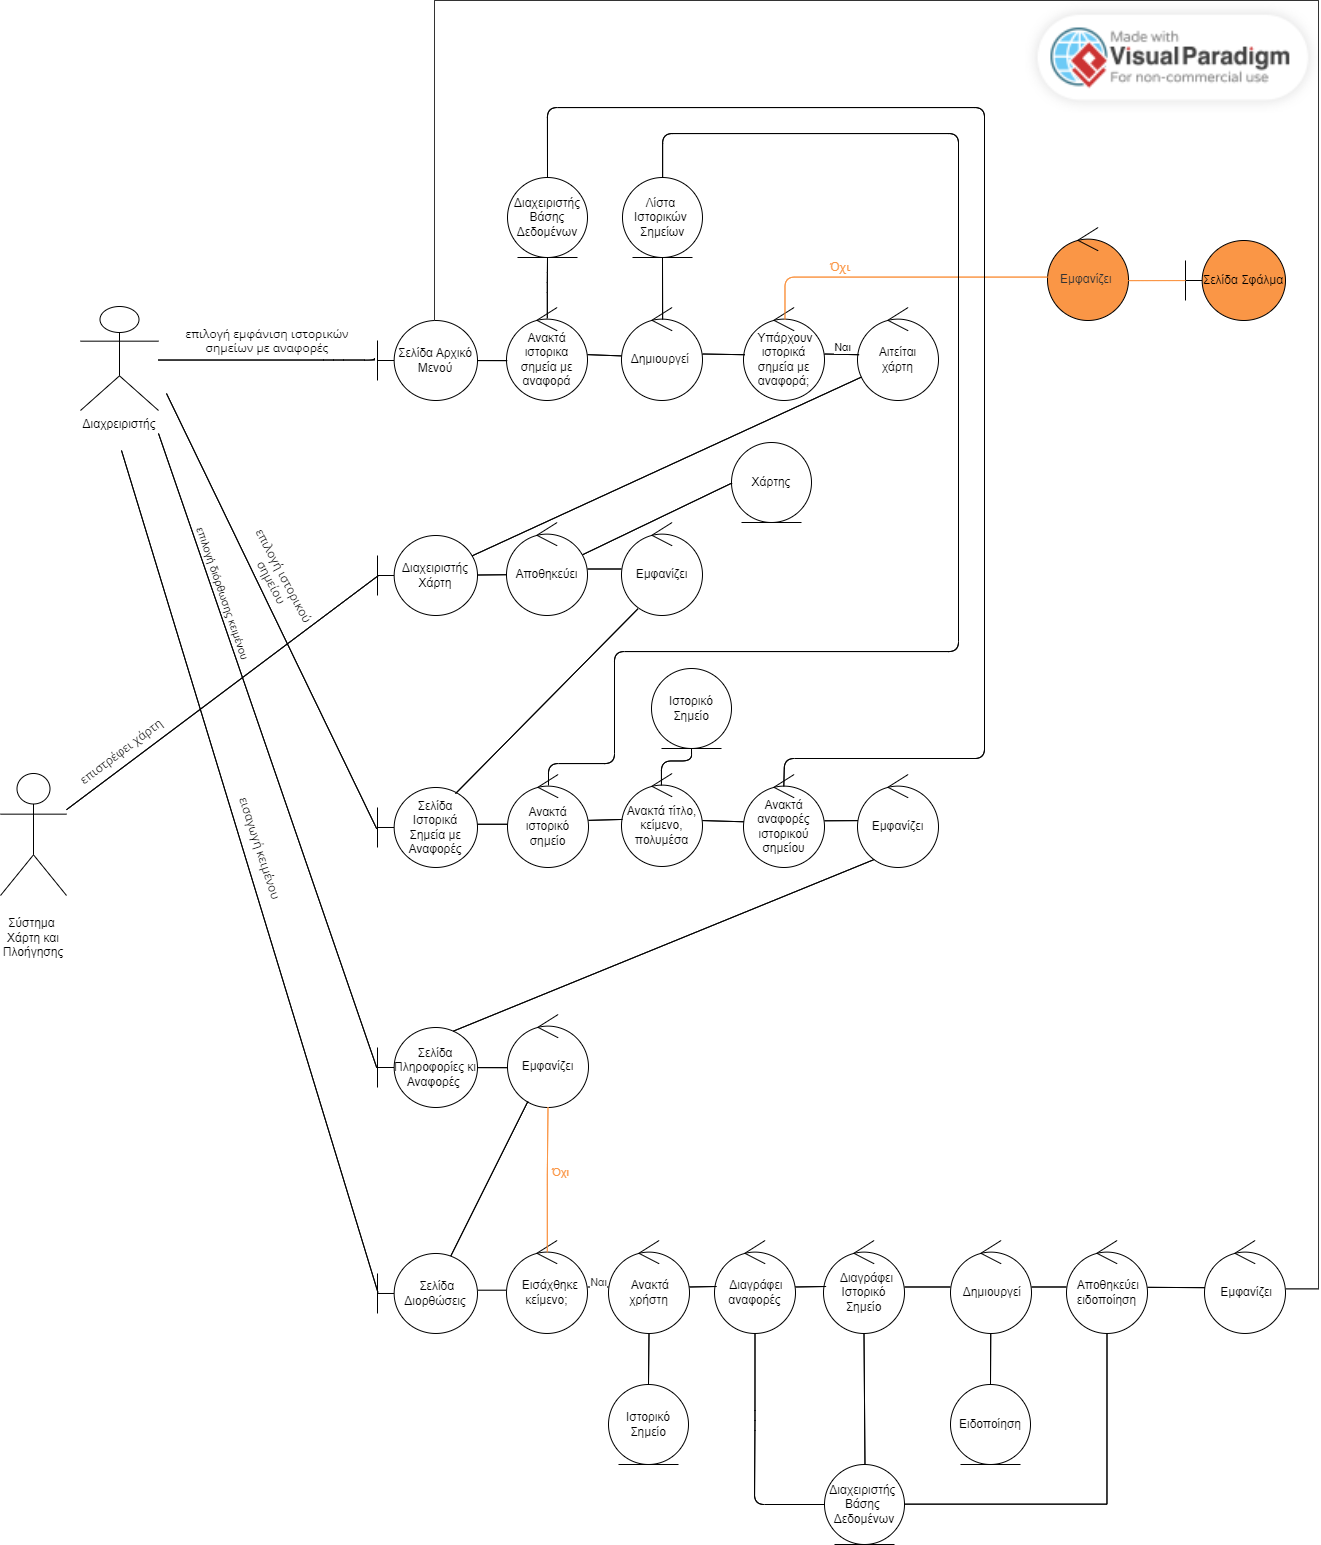 Made with
Visual Paradigm
For non-commercial use
Διαχειριστής
Βάσης
Δεδομένων
Λίστα
Ιστορικών
Σημείων
Όχι
Εμφανίζει
Σελίδα Σφάλμα
επιλογή εμφάνιση ιστορικών
σημείων με αναφορές
Σελίδα Αρχικό
Μενού
Ανακτά
ιστορικα
σημεία με
αναφορά
Δημιουργεί
Υπάρχουν
ιστορικά
σημεία με
αναφορά;
Ναι
Αιτείται
χάρτη
Διαχρειριστής
Χάρτης
επιλογή ιστορικού
σημείου
επιλογή διόρθωσης κειμένου
Διαχειριστής
Χάρτη
Αποθηκεύει
Εμφανίζει
Ιστορικό
Σημείο
επιστρέφει χάρτη
Σελίδα
Ιστορικά
Σημεία με
Αναφορές
Ανακτά
ιστορικό
σημείο
Ανακτά τίτλο,
κείμενο,
πολυμέσα
Ανακτά
αναφορές
ιστορικού
σημείου
Εμφανίζει
εισαγωγή κειμένου
Σύστημα
Χάρτη και
Πλοήγησης
Σελίδα
Πληροφορίες κι
Αναφορές
Εμφανίζει
Όχι
Σελίδα
Διορθώσεις
Εισάχθηκε
κείμενο;
Ναι
Ανακτά
χρήστη
Διαγράφει
αναφορές
Διαγράφει
Ιστορικό
Σημείο
Δημιουργεί
Αποθηκεύει
ειδοποίηση
Εμφανίζει
Ιστορικό
Σημείο
Ειδοποίηση
Διαχειριστής
Βάσης
Δεδομένων